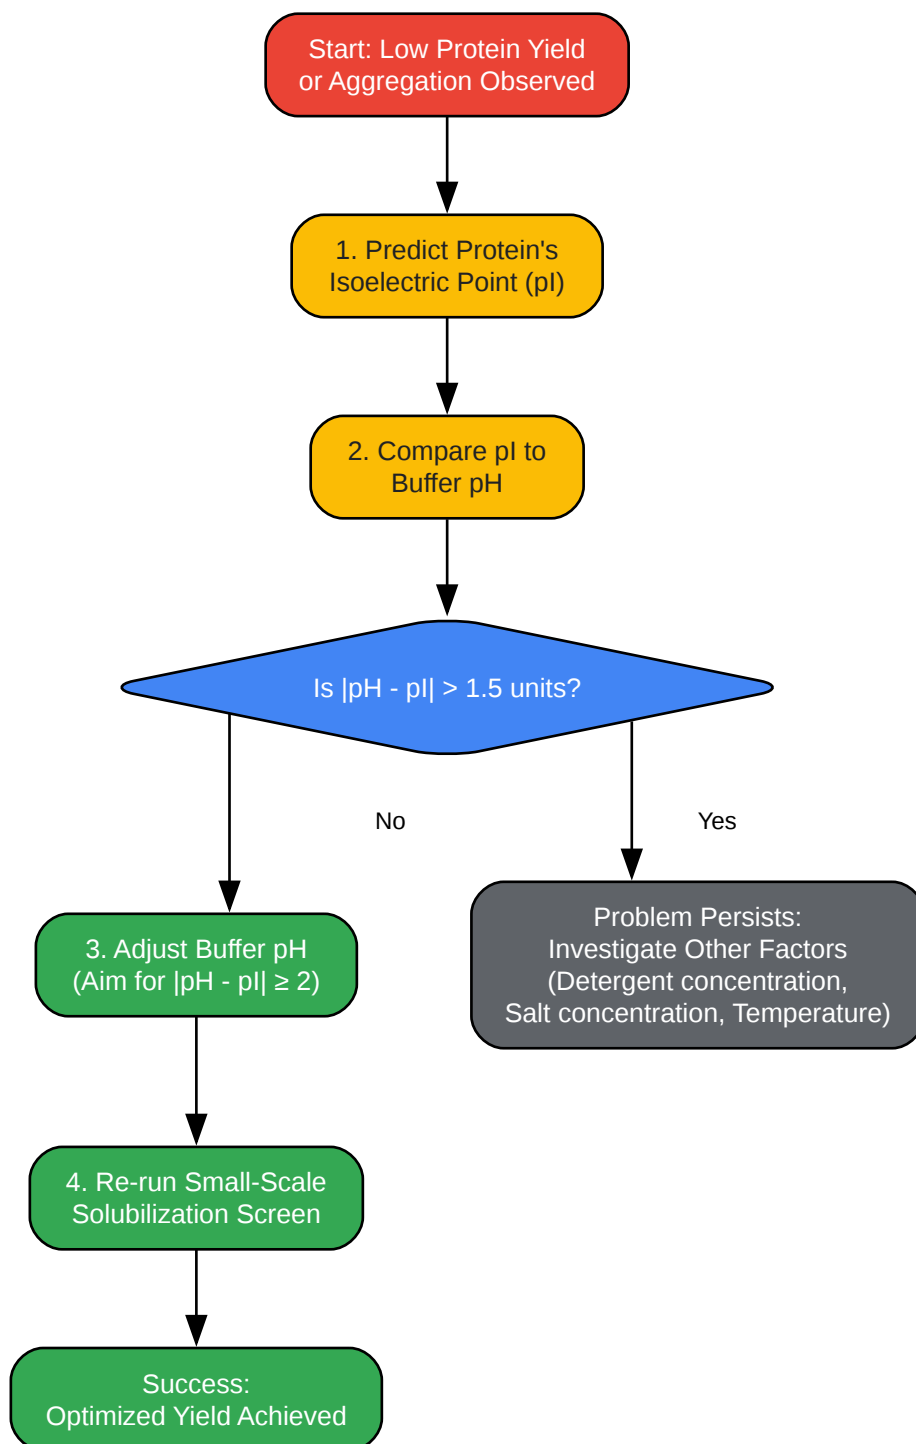 Start: Low Protein Yield
or Aggregation Observed
1. Predict Protein's
Isoelectric Point (pI)
2. Compare pI to
Buffer pH
Is |pH - pI| > 1.5 units?
No
Yes
3. Adjust Buffer pH
(Aim for |pH - pI| ≥ 2)
Problem Persists:
Investigate Other Factors
(Detergent concentration,
Salt concentration, Temperature)
4. Re-run Small-Scale
Solubilization Screen
Success:
Optimized Yield Achieved